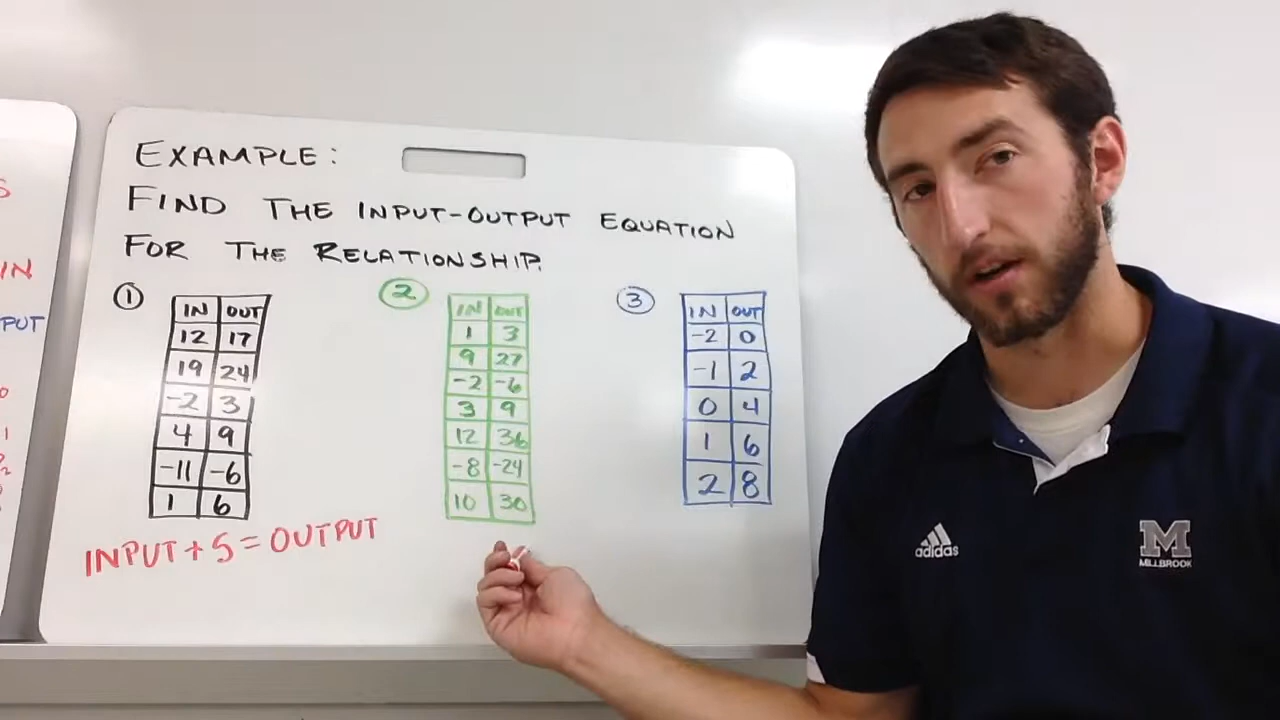 EXAMPLE:
FIND THE INPUT-OUTPUT EQUATION
FOR THE RELATIONSHIP.
① ② ③
IN OUT
12 17
19 24
-2 3
4 9
-11 -6
1 6
INPUT + 5 = OUTPUT
IN OUT
1 3
9 27
-2 -6
3 9
12 36
-8 -24
10 30
IN OUT
-2 0
-1 2
0 4
1 6
2 8
S
IN
PUT
adidas
M
MILLBROOK